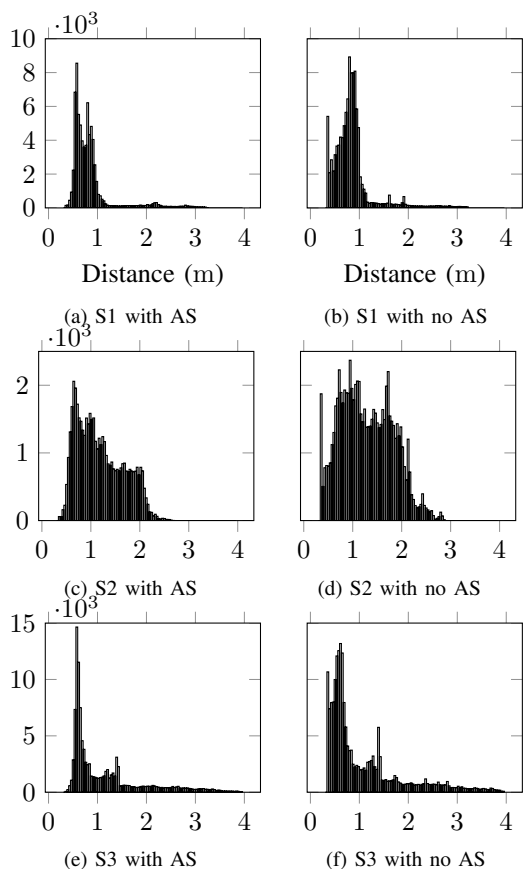 ·10³
10
8
6
4
2
0
0 1 2 3 4
0 1 2 3 4
Distance (m)
Distance (m)
(a) S1 with AS
(b) S1 with no AS
·10³
2
1
0
0 1 2 3 4
0 1 2 3 4
(c) S2 with AS
(d) S2 with no AS
·10³
15
10
5
0
0 1 2 3 4
0 1 2 3 4
(e) S3 with AS
(f) S3 with no AS